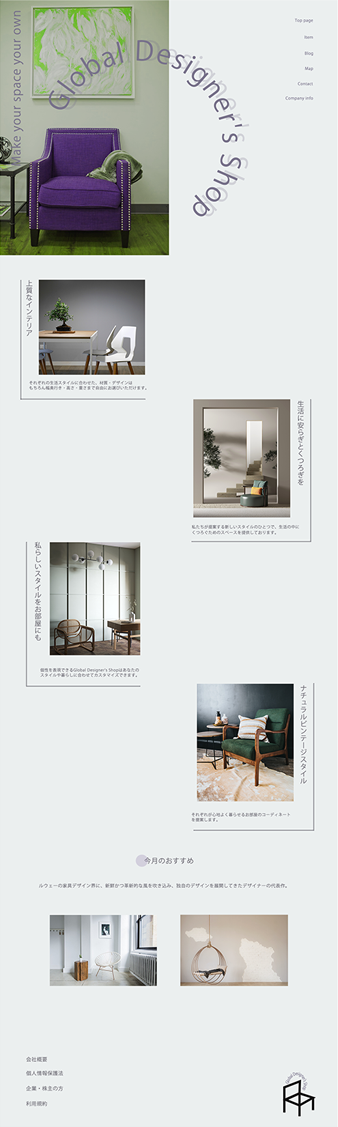 Make your space your own
Global Designer's Shop
Top page
Item
Blog
Map
Contact
Company info
上質なインテリア
それぞれの生活スタイルに合わせた、材質・デザインは
もちろん幅奥行き・高さ・重さまで自由にお選びいただけます。
生活に安らぎとくつろぎを
私たちが提案する新しいスタイルのひとつで、生活の中に
くつろぐためのスペースを提供しております。
私らしいスタイルをお部屋にも
個性を表現できるGlobal Designer's Shopはあなたの
スタイルや暮らしに合わせてカスタマイズできます。
ナチュラルビンテージスタイル
それぞれが心地よく暮らせるお部屋のコーディネート
を提案します。
今月のおすすめ
ルウェーの家具デザイン界に、新鮮かつ革新的な風を吹き込み、独自のデザインを展開してきたデザイナーの代表作。
会社概要
個人情報保護法
企業・株主の方
利用規約
Global Designer's Shop